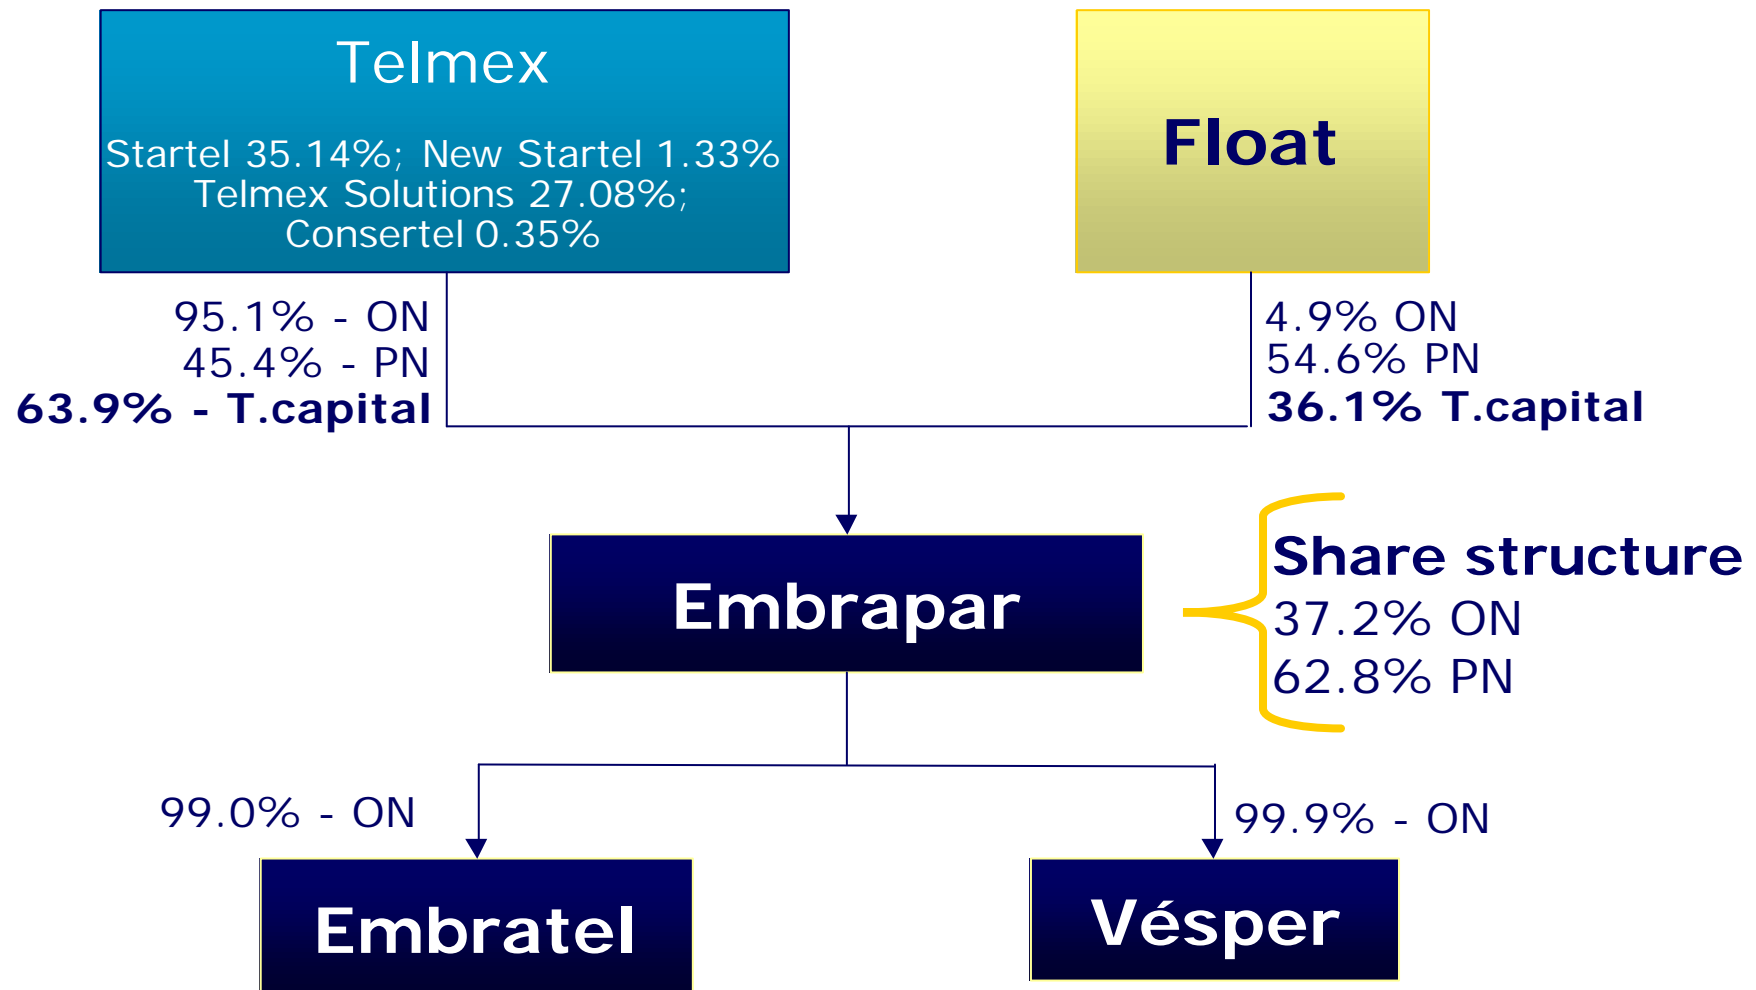 Telmex
Startel 35.14%; New Startel 1.33%
Telmex Solutions 27.08%;
Consertel 0.35%
Float
95.1% - ON
45.4% - PN
63.9% - T.capital
4.9% ON
54.6% PN
36.1% T.capital
Embrapar
Share structure
37.2% ON
62.8% PN
99.0% - ON
99.9% - ON
Embratel
Vésper